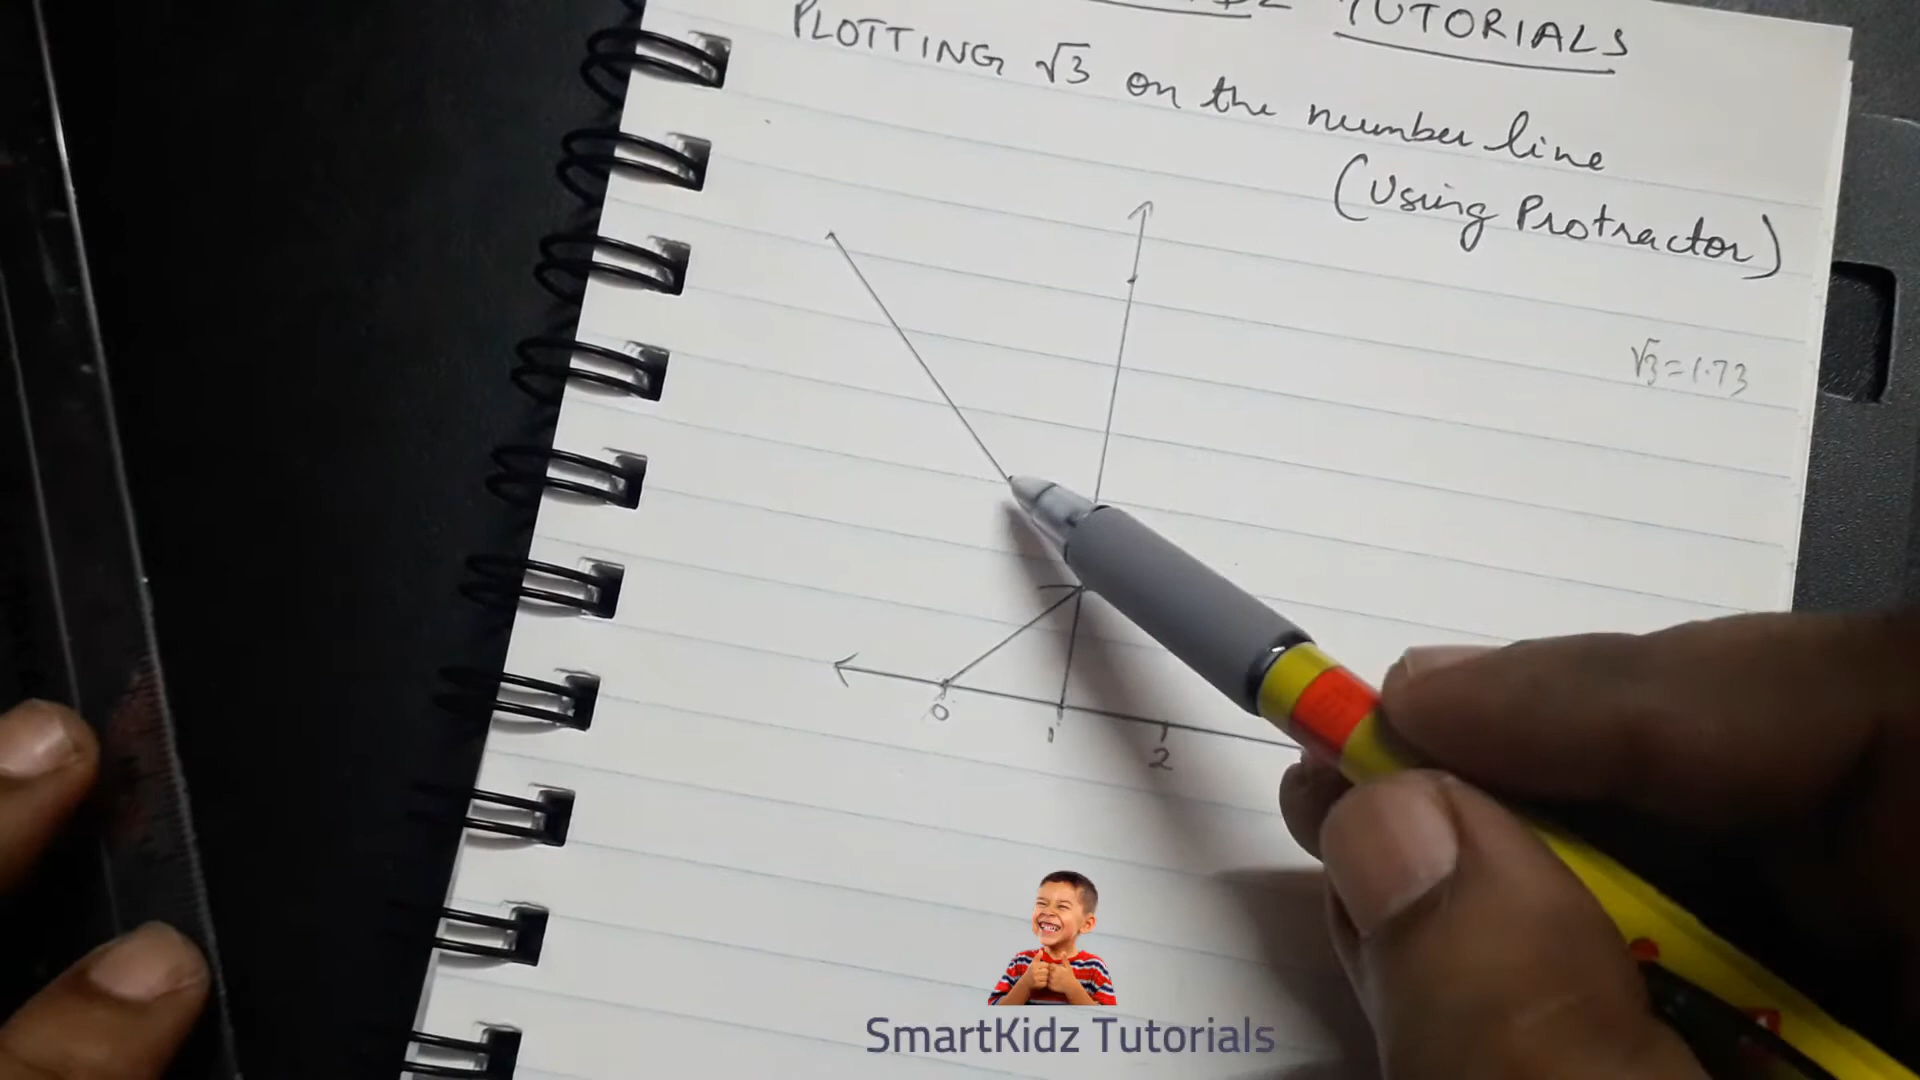 TUTORIALS
PLOTTING √3 on the number line
(Using Protractor)
√3 = 1.73
0
1
2
SmartKidz Tutorials